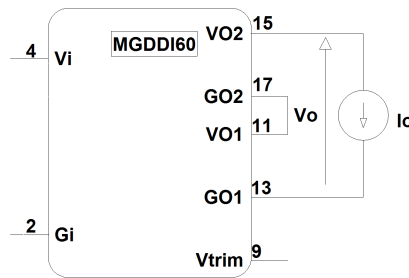 15
MGDDI60 VO2
4 Vi
17
GO2
Vo Io
VO1 11
13
GO1
2 Gi
Vtrim 9